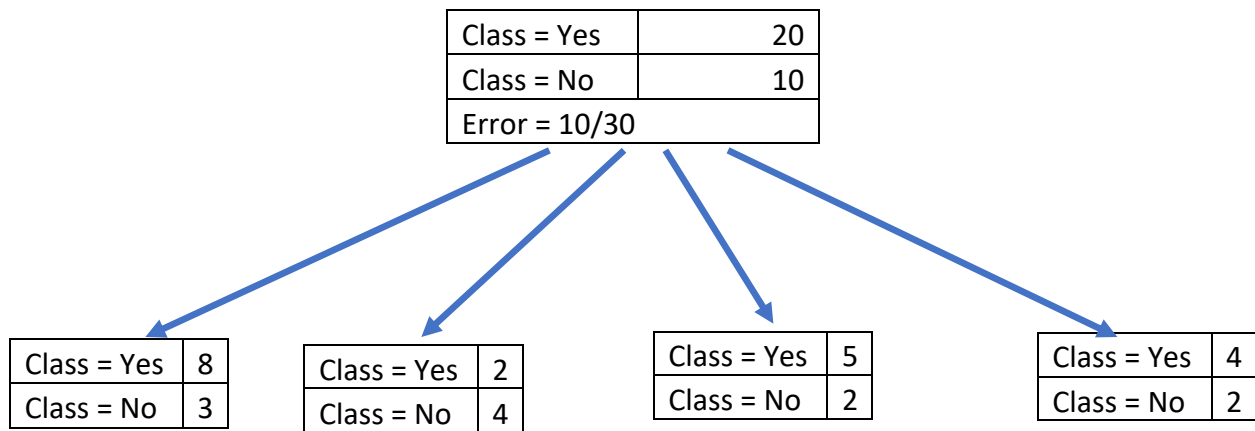 Class = Yes 20
Class = No 10
Error = 10/30
Class = Yes 8
Class = No 3
Class = Yes 2
Class = No 4
Class = Yes 5
Class = No 2
Class = Yes 4
Class = No 2